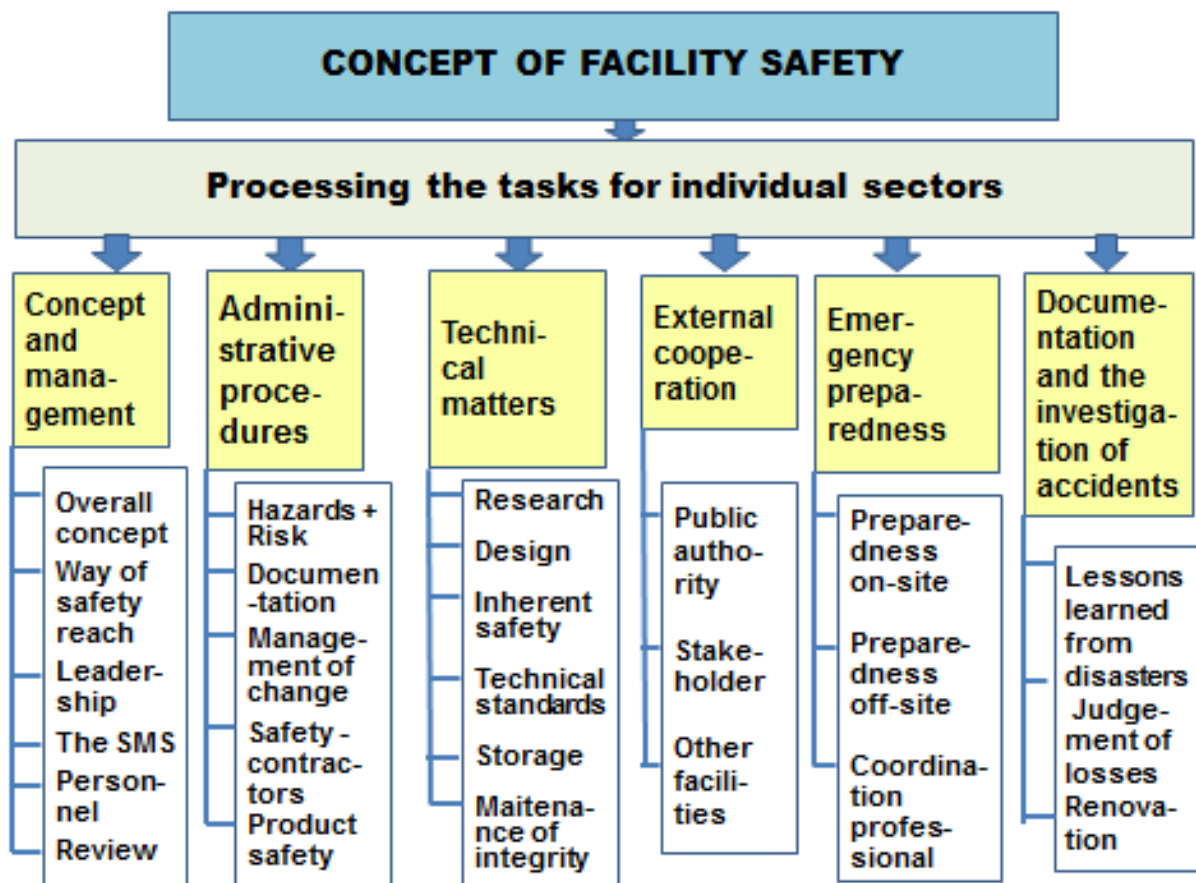 CONCEPT OF FACILITY SAFETY
Processing the tasks for individual sectors
Concept
and
mana-
gement
Overall
concept
Way of
safety
reach
Leader-
ship
The SMS
Person-
nel
Review
Admini-
strative
proce-
dures
Hazards +
Risk
Documen
-tation
Manage-
ment of
change
Safety -
contrac-
tors
Product
safety
Techni-
cal
matters
Research
Design
Inherent
safety
Technical
standards
Storage
Maitena-
nce of
integrity
External
coope-
ration
Public
autho-
rity
Stake-
holder
Other
facili-
ties
Emer-
gency
prepa-
redness
Prepare-
dness
on-site
Prepare-
dness
off-site
Coordina-
tion
profes-
sional
Docume-
ntation
and the
investiga-
tion of
accidents
Lessons
learned
from
disasters
Judge-
ment of
losses
Renova-
tion